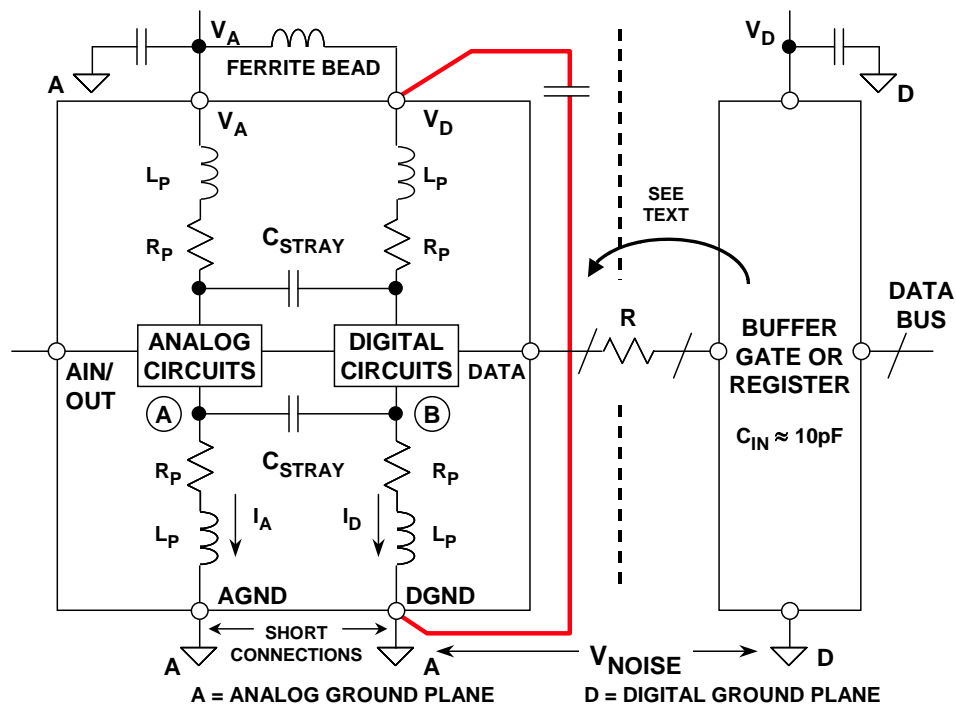 VA
VD
FERRITE BEAD
A
D
VA
VD
LP
LP
SEE
TEXT
RP
CSTRAY
RP
R
DATA
BUS
ANALOG
CIRCUITS
DIGITAL
CIRCUITS
DATA
BUFFER
GATE OR
REGISTER
CIN ≈ 10pF
AIN/
OUT
A
B
RP
CSTRAY
RP
IA
ID
LP
LP
AGND
DGND
SHORT
CONNECTIONS
A
A
VNOISE
D
A = ANALOG GROUND PLANE
D = DIGITAL GROUND PLANE